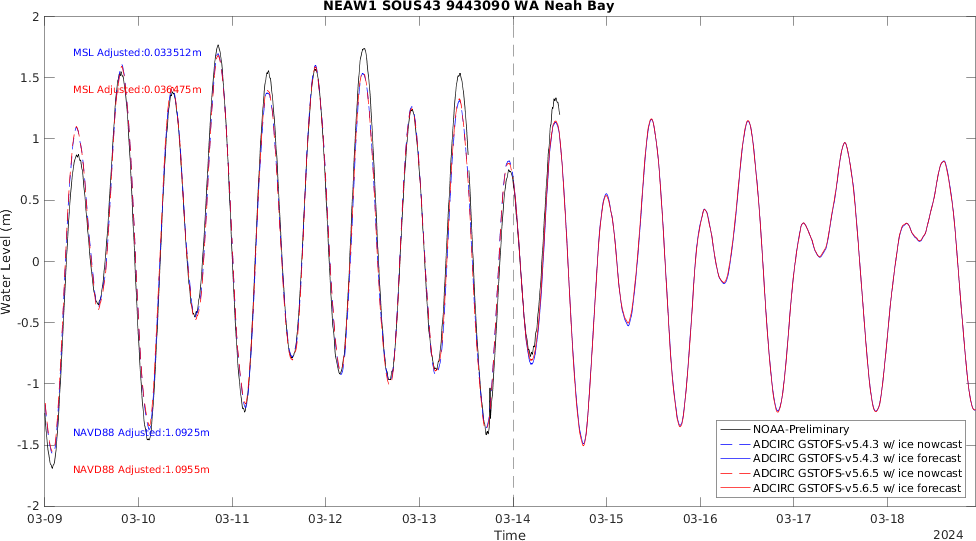 NEAW1 SOUS43 9443090 WA Neah Bay
2
1.5
1
0.5
0
-0.5
-1
-1.5
-2
Water Level (m)
MSL Adjusted:0.033512m
MSL Adjusted:0.036475m
NAVD88 Adjusted:1.0925m
NAVD88 Adjusted:1.0955m
NOAA-Preliminary
ADCIRC GSTOFS-v5.4.3 w/ ice nowcast
ADCIRC GSTOFS-v5.4.3 w/ ice forecast
ADCIRC GSTOFS-v5.6.5 w/ ice nowcast
ADCIRC GSTOFS-v5.6.5 w/ ice forecast
03-09 03-10 03-11 03-12 03-13 03-14 03-15 03-16 03-17 03-18
Time
2024